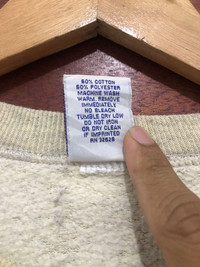 50% COTTON
50% POLYESTER
MACHINE WASH
WARM. REMOVE
IMMEDIATELY
NO BLEACH
TUMBLE DRY LOW
DO NOT IRON
OR DRY CLEAN
IF IMPRINTED
RN 32626